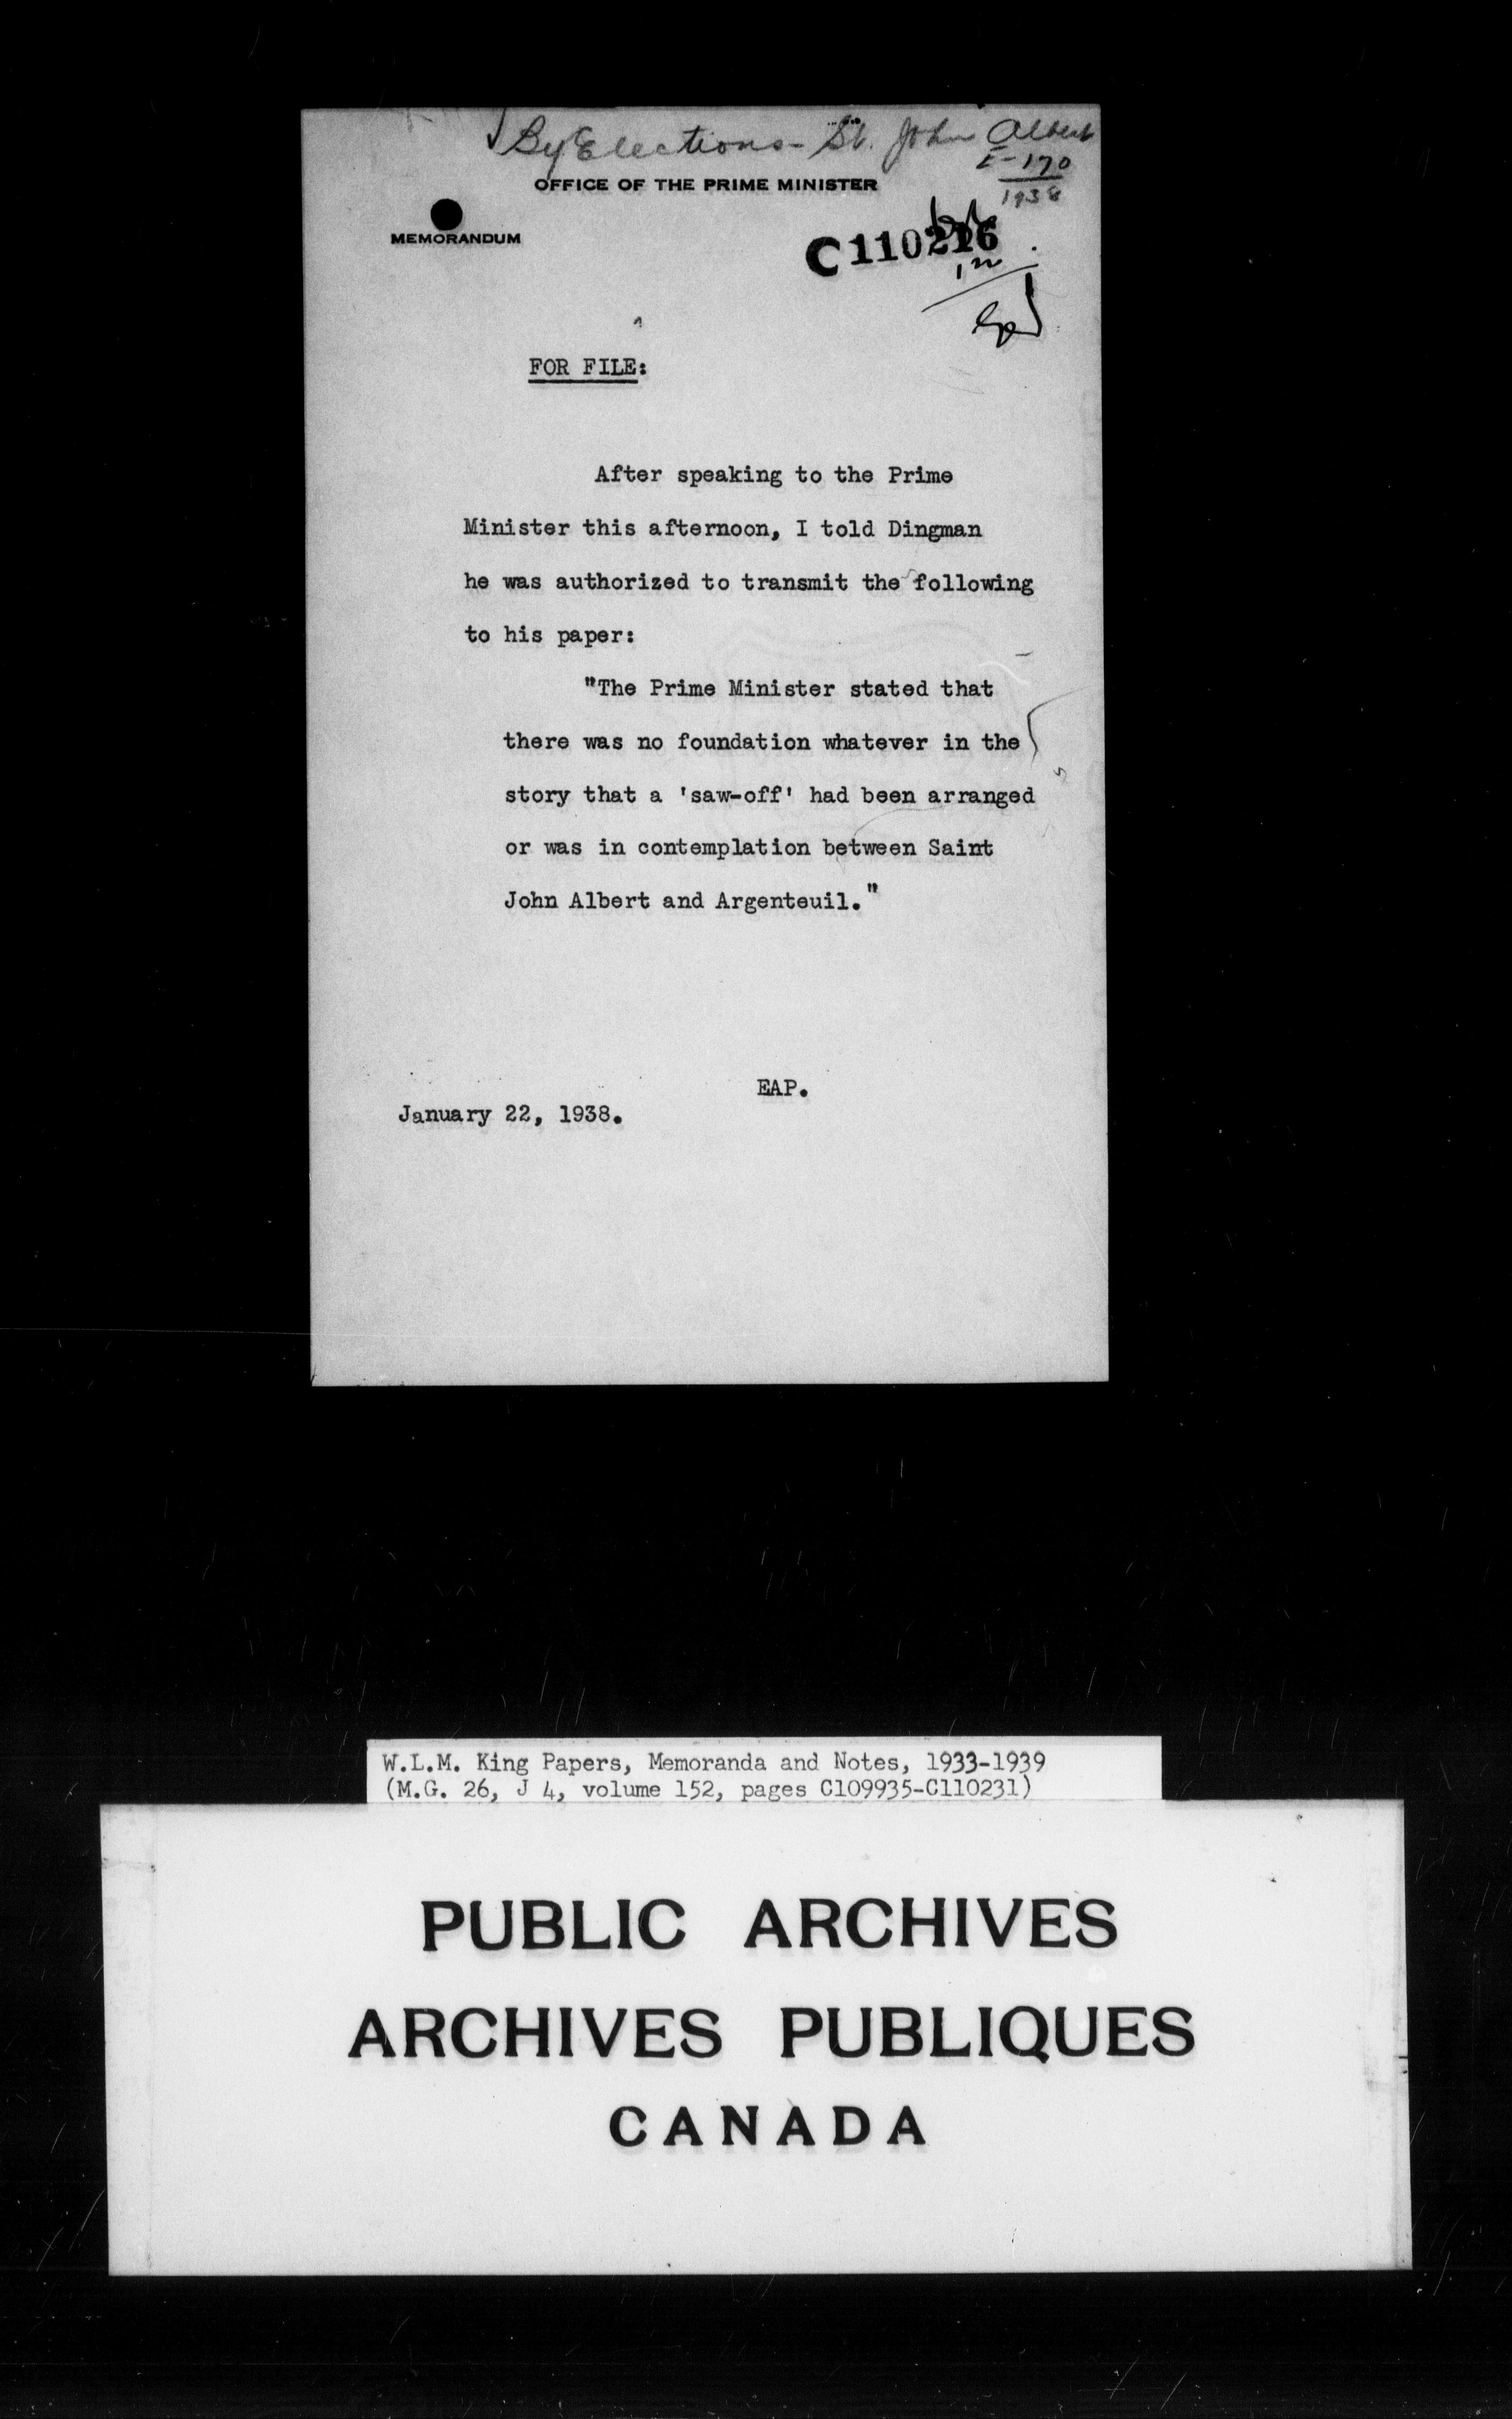 By Elections - St. John Albert
E-170
1938
OFFICE OF THE PRIME MINISTER
MEMORANDUM
C110216
FOR FILE:
After speaking to the Prime
Minister this afternoon, I told Dingman
he was authorized to transmit the following
to his paper:
"The Prime Minister stated that
there was no foundation whatever in the
story that a 'saw-off' had been arranged
or was in contemplation between Saint
John Albert and Argenteuil."
EAP.
January 22, 1938.
W.L.M. King Papers, Memoranda and Notes, 1933-1939
(M.G. 26, J 4, volume 152, pages C109935-C110231)
PUBLIC ARCHIVES
ARCHIVES PUBLIQUES
CANADA